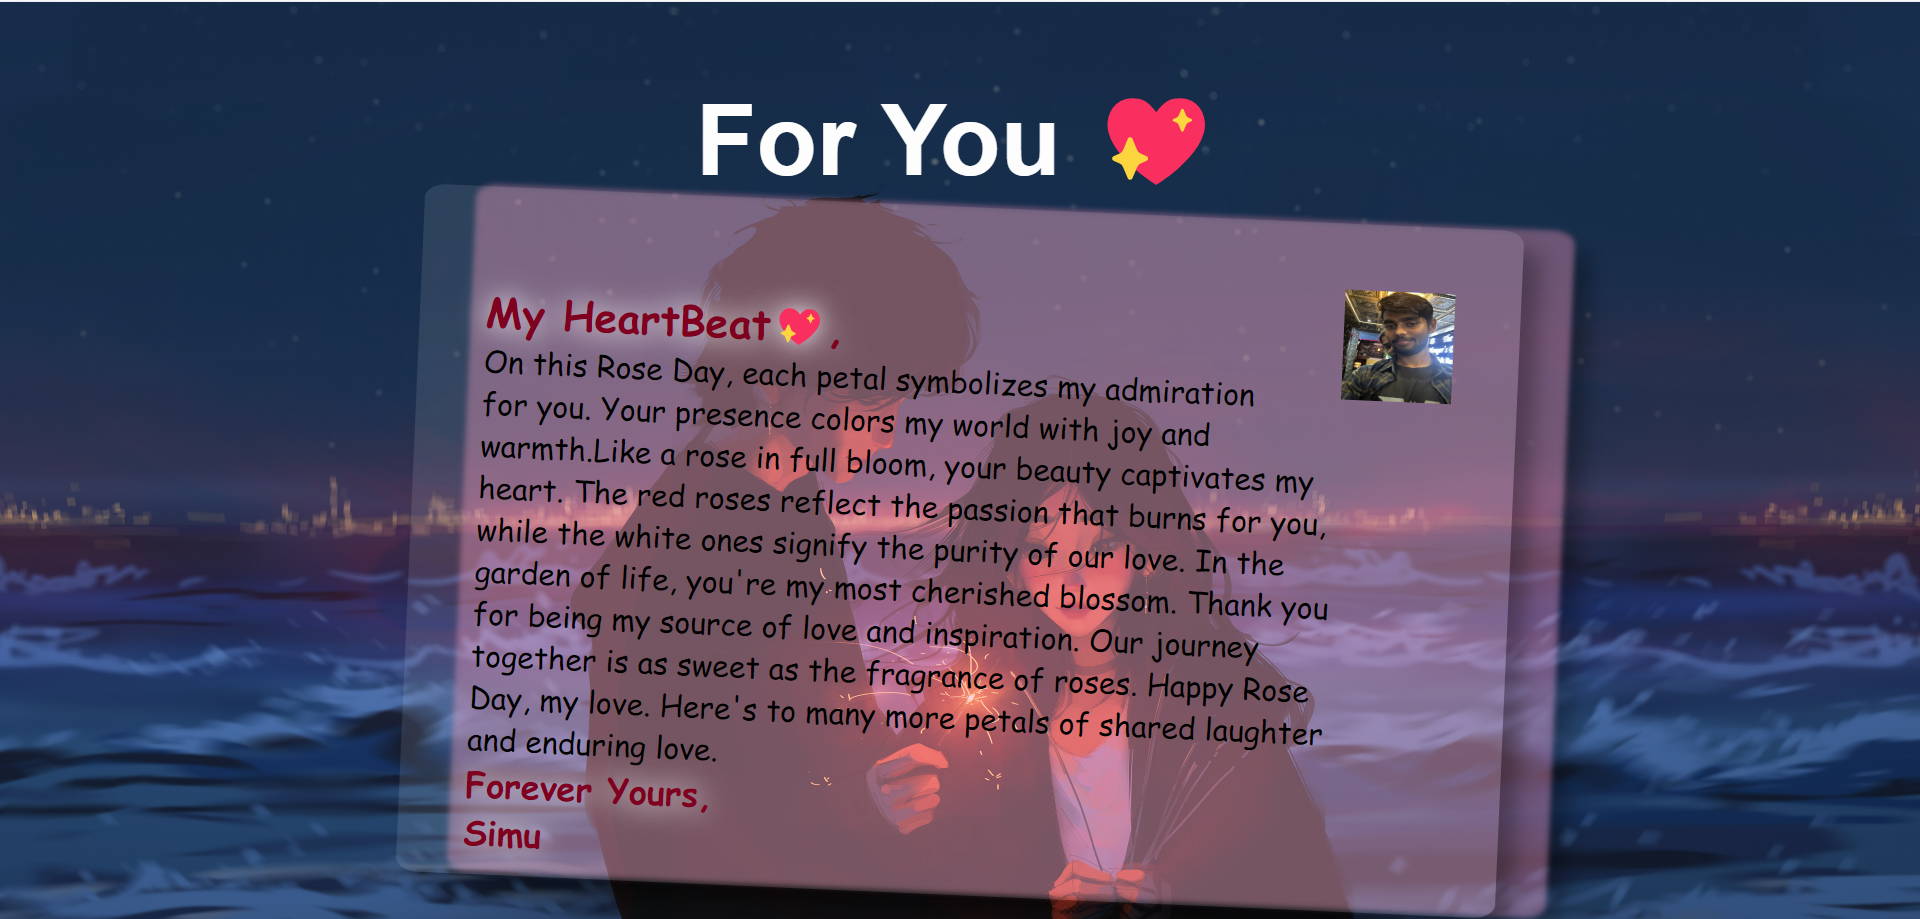 For You 💖
My HeartBeat💖,
On this Rose Day, each petal symbolizes my admiration
for you. Your presence colors my world with joy and
warmth.Like a rose in full bloom, your beauty captivates my
heart. The red roses reflect the passion that burns for you,
while the white ones signify the purity of our love. In the
garden of life, you're my most cherished blossom. Thank you
for being my source of love and inspiration. Our journey
together is as sweet as the fragrance of roses. Happy Rose
Day, my love. Here's to many more petals of shared laughter
and enduring love.
Forever Yours,
Simu